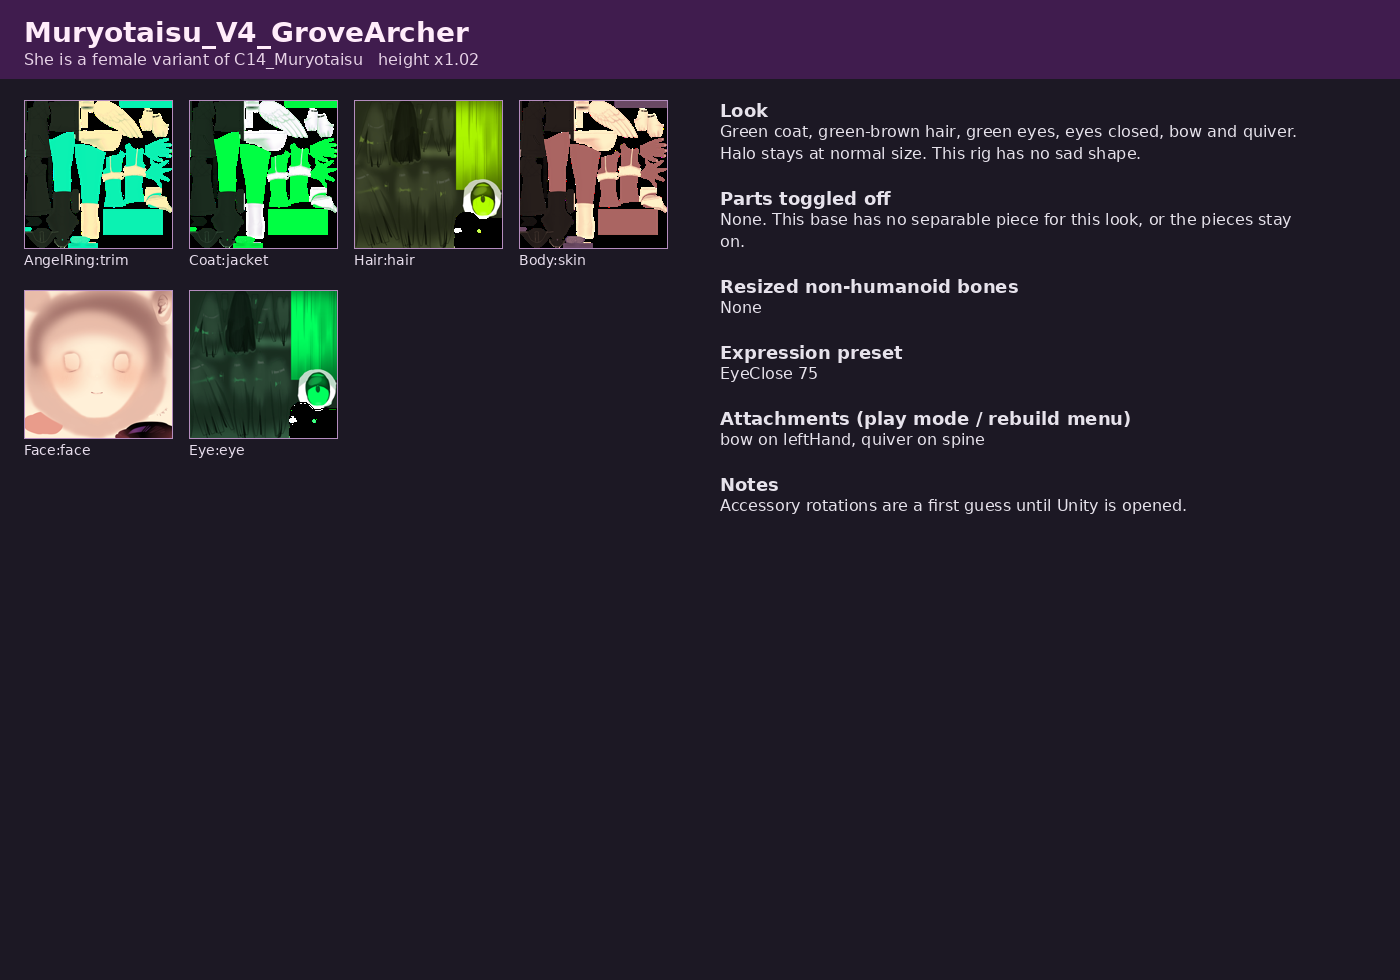 Muryotaisu_V4_GroveArcher
She is a female variant of C14_Muryotaisu   height x1.02
AngelRing:trim
Coat:jacket
Hair:hair
Body:skin
Face:face
Eye:eye
Look
Green coat, green-brown hair, green eyes, eyes closed, bow and quiver.
Halo stays at normal size. This rig has no sad shape.
Parts toggled off
None. This base has no separable piece for this look, or the pieces stay
on.
Resized non-humanoid bones
None
Expression preset
EyeClose 75
Attachments (play mode / rebuild menu)
bow on leftHand, quiver on spine
Notes
Accessory rotations are a first guess until Unity is opened.